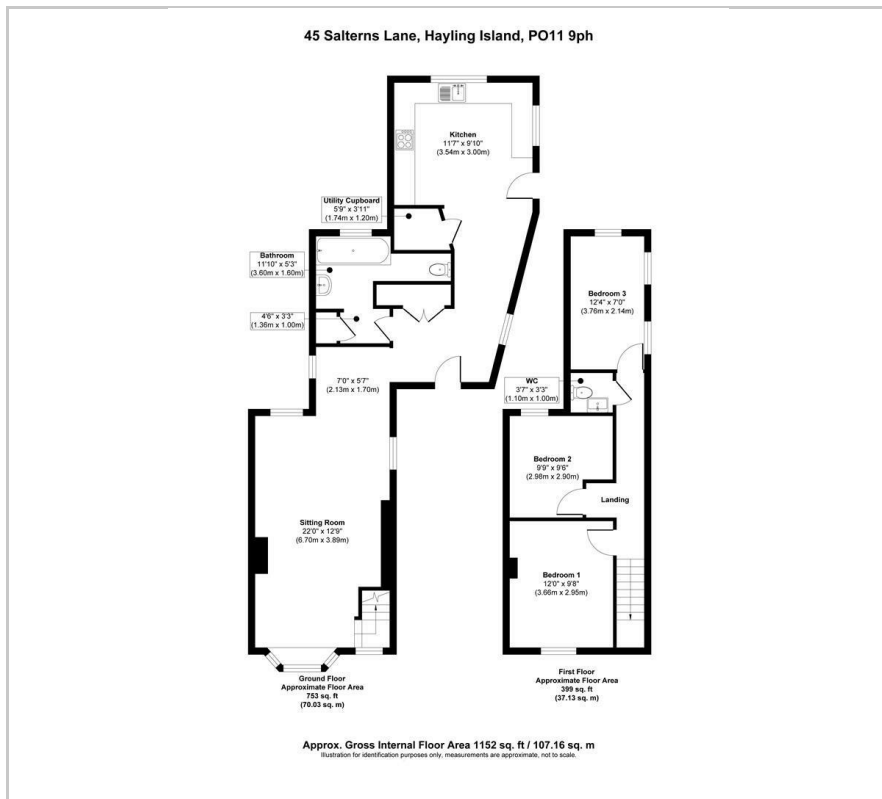 45 Salterns Lane, Hayling Island, PO11 9ph
Kitchen
11'7" x 9'10"
(3.54m x 3.00m)
Utility Cupboard
5'9" x 3'11"
(1.74m x 1.20m)
Bathroom
11'10" x 5'3"
(3.60m x 1.60m)
4'6" x 3'3"
(1.36m x 1.00m)
7'0" x 5'7"
(2.13m x 1.70m)
Sitting Room
22'0" x 12'9"
(6.70m x 3.89m)
Ground Floor
Approximate Floor Area
753 sq. ft
(70.03 sq. m)
Bedroom 3
12'4" x 7'0"
(3.76m x 2.14m)
WC
3'7" x 3'3"
(1.10m x 1.00m)
Bedroom 2
9'9" x 9'6"
(2.98m x 2.90m)
Landing
Bedroom 1
12'0" x 9'8"
(3.66m x 2.95m)
First Floor
Approximate Floor Area
399 sq. ft
(37.13 sq. m)
Approx. Gross Internal Floor Area 1152 sq. ft / 107.16 sq. m
Illustration for identification purposes only, measurements are approximate, not to scale.